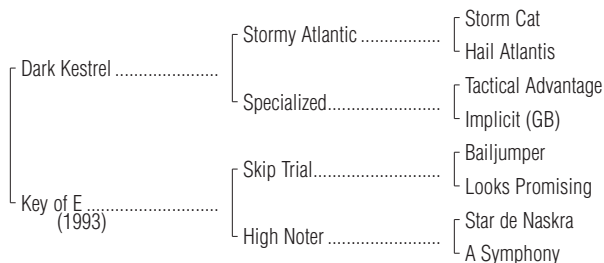 Storm Cat
Stormy Atlantic ..................
Hail Atlantis
Dark Kestrel .......................
Tactical Advantage
Specialized.........................
Implicit (GB)
Bailjumper
Skip Trial............................
Looks Promising
Key of E .............................
(1993)
Star de Naskra
High Noter .........................
A Symphony